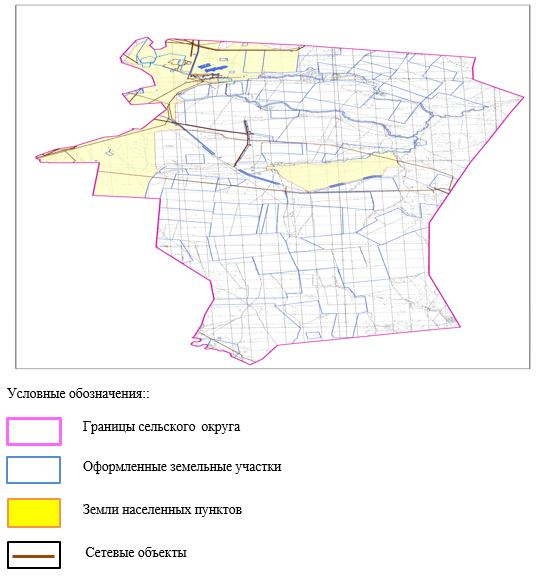 Условные обозначения::
Границы сельского округа
Оформленные земельные участки
Земли населенных пунктов
Сетевые объекты